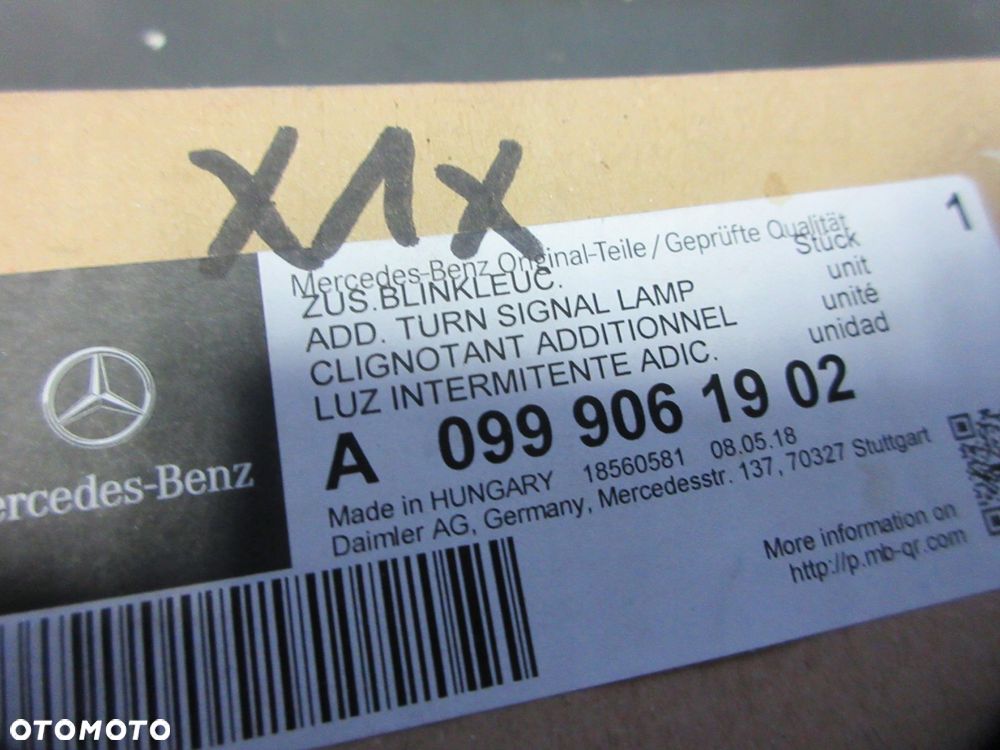 X1X
Mercedes-Benz Original-Teile / Geprüfte Qualität
ZUS.BLINKLEUC. Stück 1
ADD. TURN SIGNAL LAMP unit
CLIGNOTANT ADDITIONNEL unité
LUZ INTERMITENTE ADIC. unidad
A 099 906 19 02
Made in HUNGARY 18560581 08.05.18
Daimler AG, Germany, Mercedesstr. 137, 70327 Stuttgart
ercedes-Benz
More information on
http://p.mb-qr.com
OTOMOTO